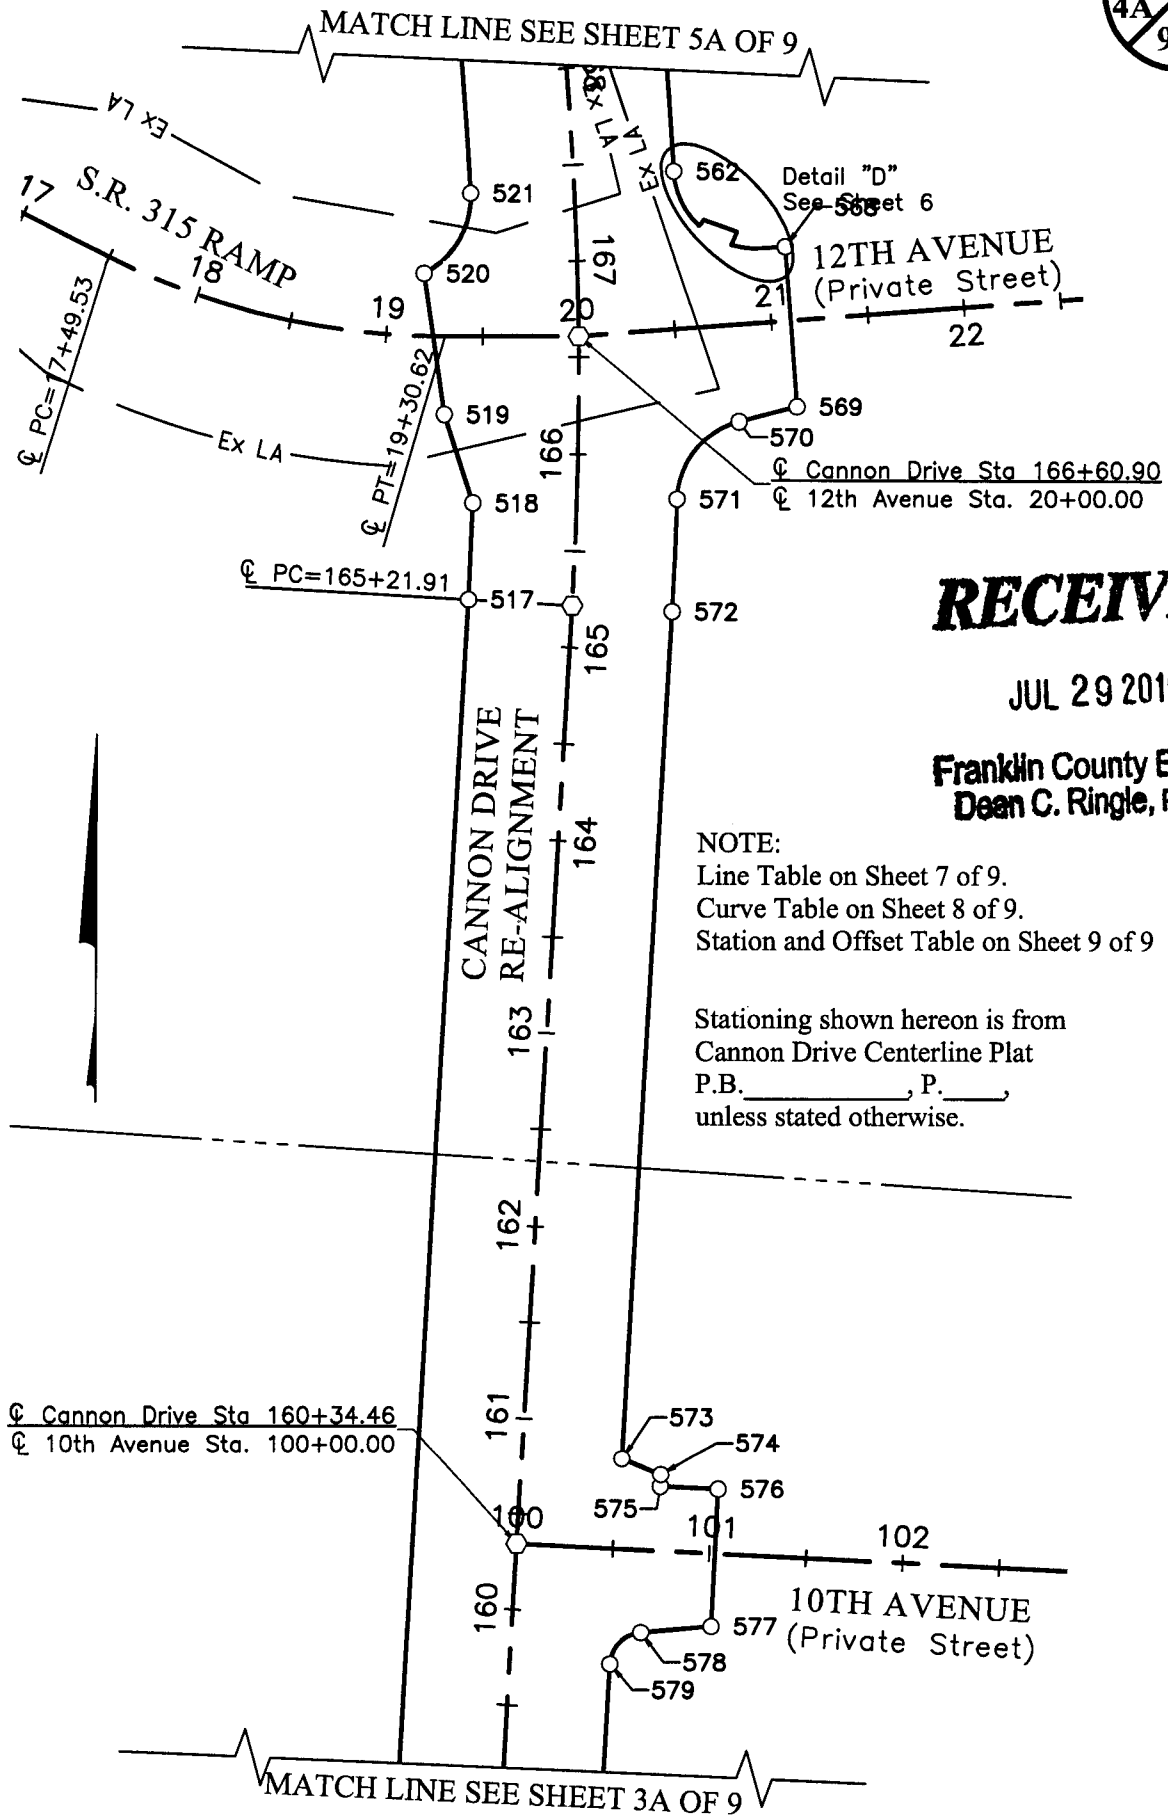 4A
9
MATCH LINE SEE SHEET 5A OF 9
Ex LA
Ex LA
Ex LA
17
S.R. 315 RAMP
18
19
20
21
22
167
521
520
562
Detail "D"
See Sheet 6
568
12TH AVENUE
(Private Street)
℄ PC=17+49.53
℄ PT=19+30.62
519
Ex LA
166
569
570
℄ Cannon Drive Sta 166+60.90
℄ 12th Avenue Sta. 20+00.00
518
571
℄ PC=165+21.91
517
572
165
JUL 29 201
Franklin County
Dean C. Ringle,
CANNON DRIVE
RE-ALIGNMENT
164
NOTE:
Line Table on Sheet 7 of 9.
Curve Table on Sheet 8 of 9.
Station and Offset Table on Sheet 9 of 9
163
Stationing shown hereon is from
Cannon Drive Centerline Plat
P.B.____________, P._____,
unless stated otherwise.
162
℄ Cannon Drive Sta 160+34.46
℄ 10th Avenue Sta. 100+00.00
161
573
574
575
576
100
101
102
160
10TH AVENUE
(Private Street)
577
578
579
MATCH LINE SEE SHEET 3A OF 9